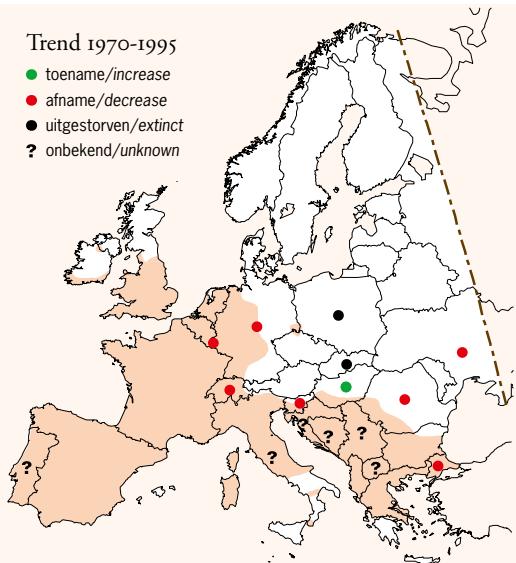 Trend 1970-1995
toename/increase
afname/decrease
uitgestorven/extinct
? onbekend/unknown
?
?
?
?
?
?